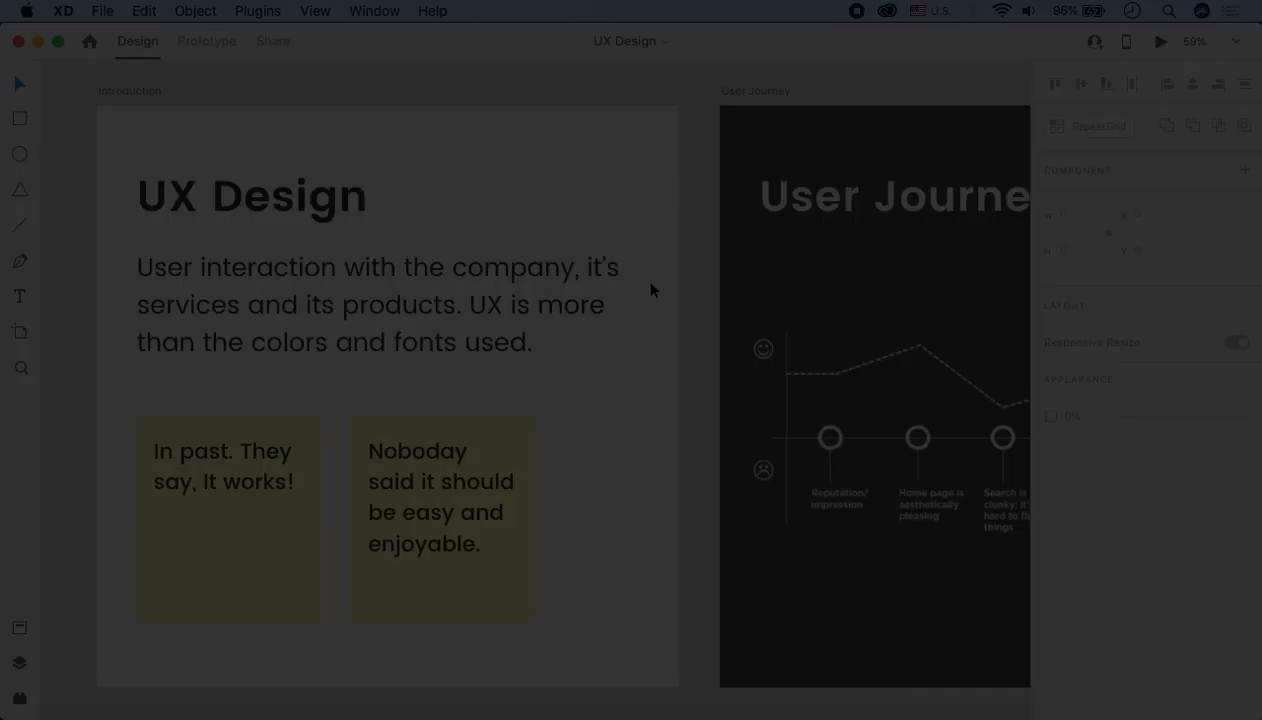 XD File Edit Object Plugins View Window Help U.S. 96%
Design Prototype Share UX Design 59%
Introduction
User Journey
Repeat Grid
COMPONENT
W 0 X 0
H 0 Y 0
LAYOUT
Responsive Resize
APPEARANCE
0%
UX Design
User interaction with the company, it's
services and its products. UX is more
than the colors and fonts used.
In past. They
say, It works!
Noboday
said it should
be easy and
enjoyable.
User Journe
Reputation/
impression
Home page is
aesthetically
pleasing
Search is
clunky; it'
hard to fi
things